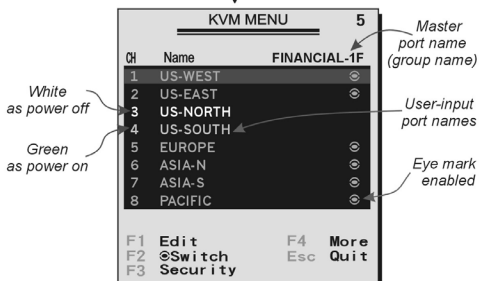 KVM MENU 5
Master
port name
(group name)
CH Name FINANCIAL-1F
1 US-WEST
2 US-EAST
3 US-NORTH
4 US-SOUTH
5 EUROPE
6 ASIA-N
7 ASIA-S
8 PACIFIC
White
as power off
Green
as power on
User-input
port names
Eye mark
enabled
F1 Edit F4 More
F2 Switch Esc Quit
F3 Security